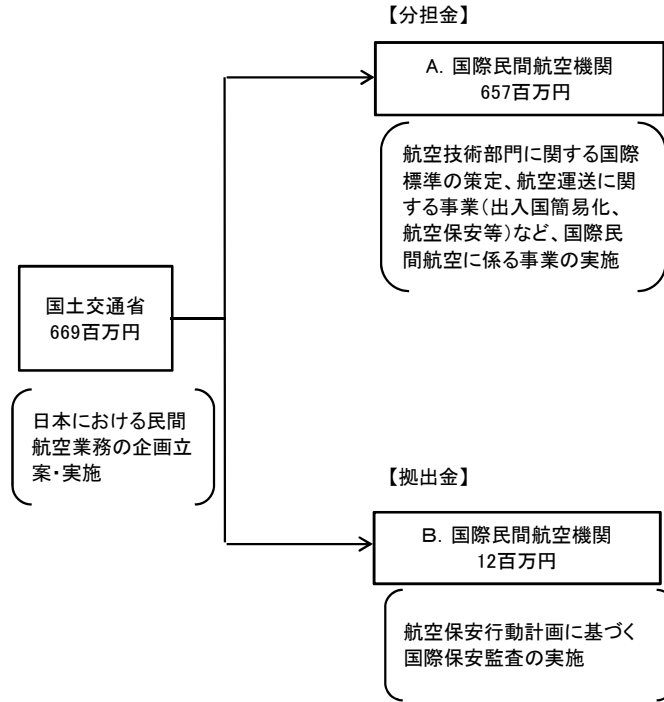 【分担金】
A. 国際民間航空機関
657百万円
航空技術部門に関する国際
標準の策定、航空運送に関
する事業（出入国簡易化、
航空保安等）など、国際民
間航空に係る事業の実施
国土交通省
669百万円
日本における民間
航空業務の企画立
案・実施
【拠出金】
B. 国際民間航空機関
12百万円
航空保安行動計画に基づく
国際保安監査の実施